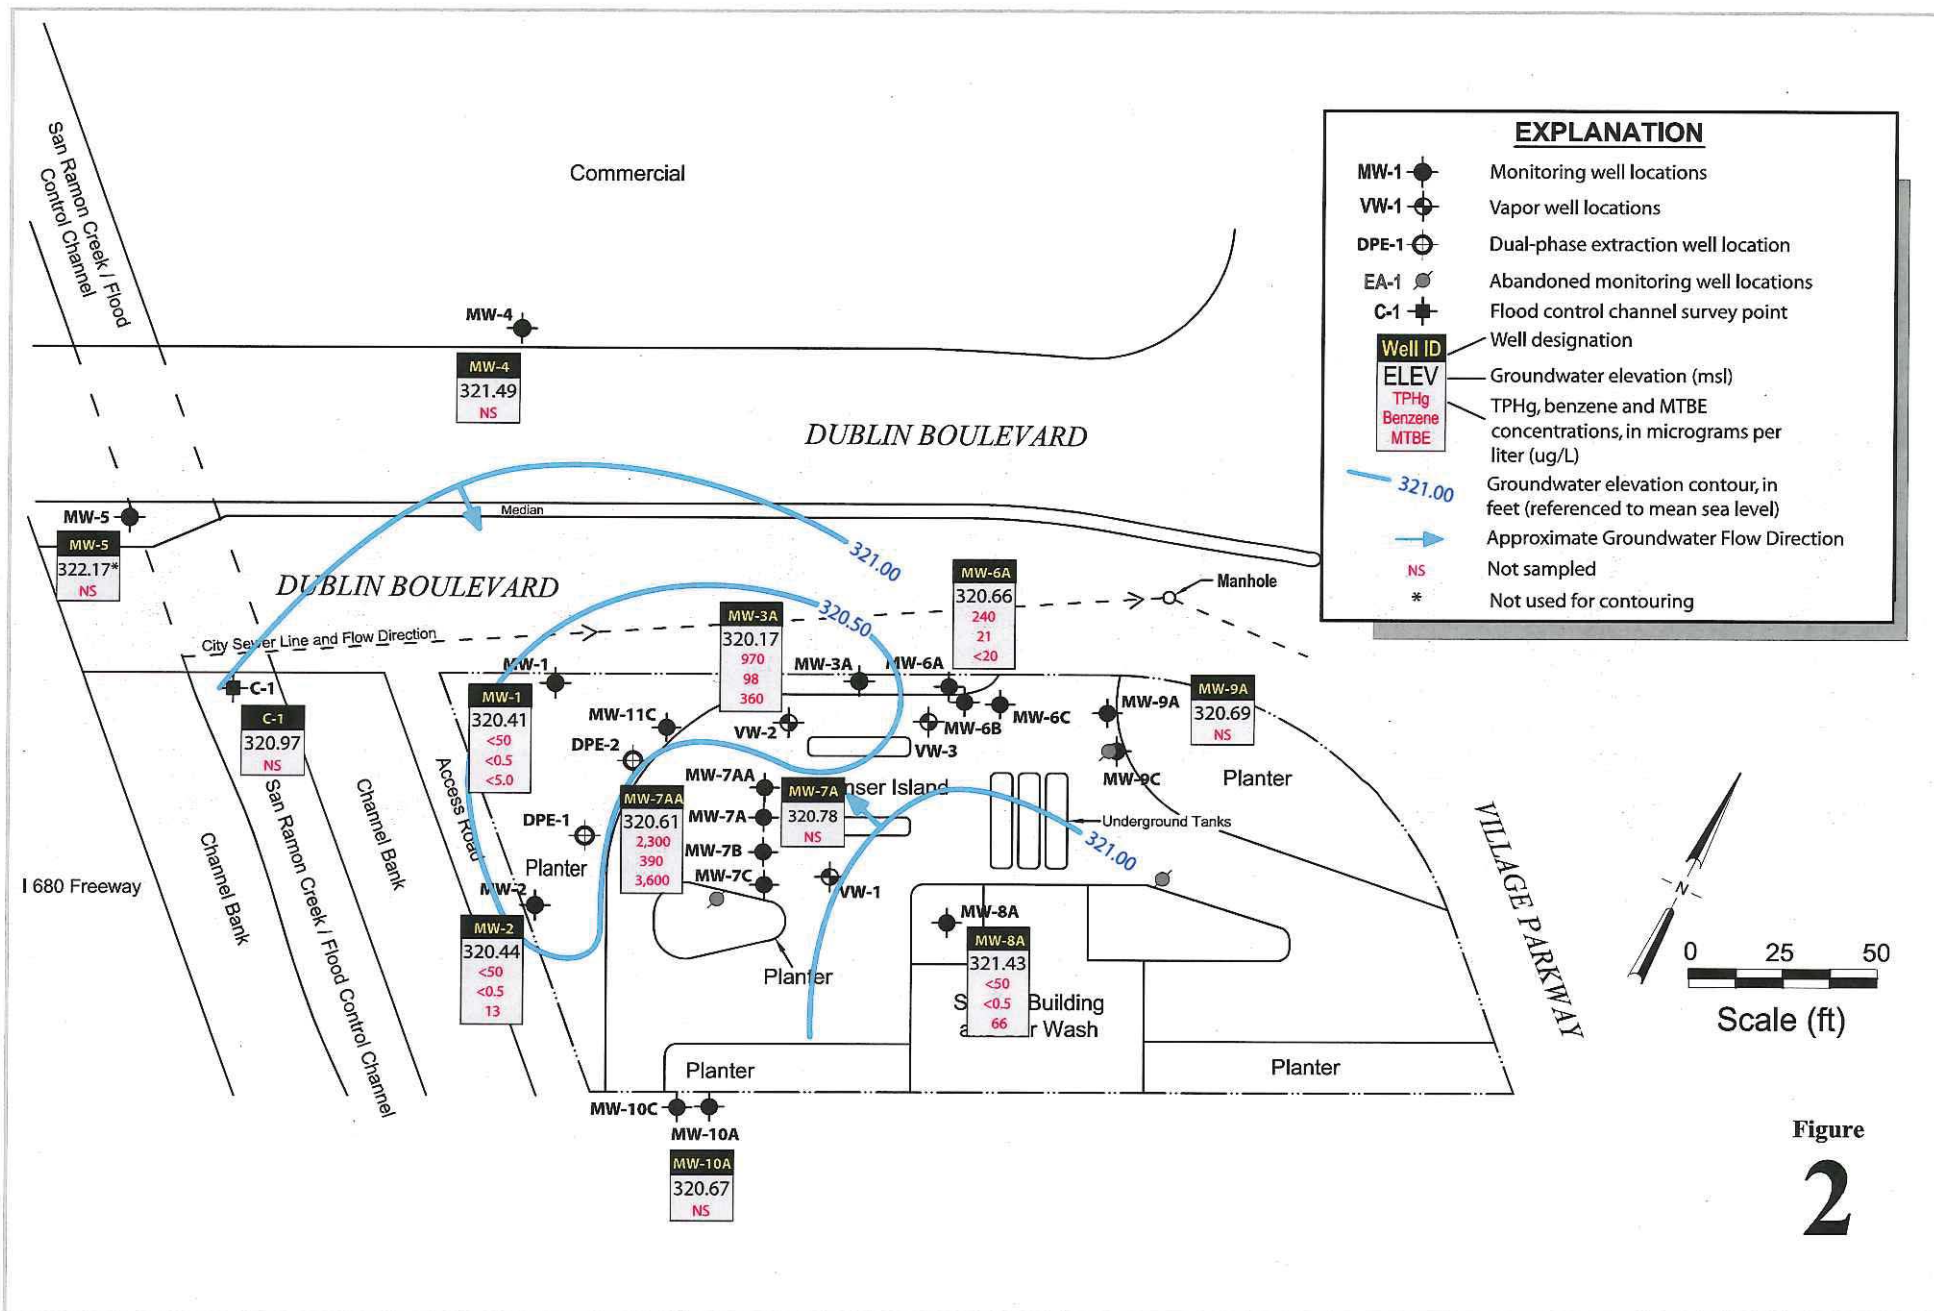 San Ramon Creek / Flood
Control Channel
Commercial
EXPLANATION
MW-1 Monitoring well locations
VW-1 Vapor well locations
DPE-1 Dual-phase extraction well location
EA-1 Abandoned monitoring well locations
C-1 Flood control channel survey point
Well ID
Well designation
ELEV
Groundwater elevation (msl)
TPHg
Benzene
MTBE
TPHg, benzene and MTBE
concentrations, in micrograms per
liter (ug/L)
321.00
Groundwater elevation contour, in
feet (referenced to mean sea level)
Approximate Groundwater Flow Direction
NS Not sampled
* Not used for contouring
MW-4
MW-4
321.49
NS
DUBLIN BOULEVARD
MW-5
MW-5
322.17*
NS
Median
321.00
DUBLIN BOULEVARD
320.50
MW-6A
320.66
240
21
<20
Manhole
City Sewer Line and Flow Direction
MW-3A
320.17
970
98
360
MW-1
MW-3A
MW-6A
C-1
C-1
320.97
NS
MW-1
320.41
<50
<0.5
<5.0
MW-11C
VW-2
VW-3
MW-6B
MW-6C
MW-9A
MW-9A
320.69
NS
DPE-2
MW-9C
Planter
MW-7AA
MW-7AA
320.61
2,300
390
3,600
MW-7A
320.78
NS
nser Island
MW-7A
MW-7B
MW-7C
DPE-1
Planter
Underground Tanks
321.00
Access Road
Channel Bank
San Ramon Creek / Flood Control Channel
Channel Bank
I 680 Freeway
MW-2
MW-2
320.44
<50
<0.5
13
VW-1
Planter
MW-8A
MW-8A
321.43
<50
<0.5
66
S Building
r Wash
VILLAGE PARKWAY
N
0 25 50
Scale (ft)
Planter
Planter
MW-10C
MW-10A
MW-10A
320.67
NS
Figure
2